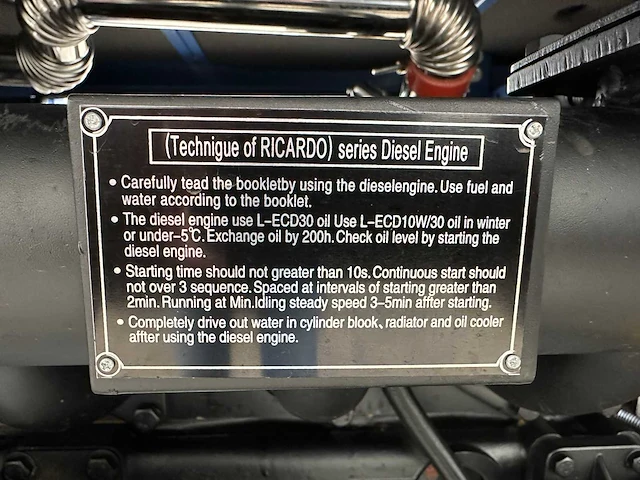 (Technigue of RICARDO) series Diesel Engine
• Carefully tead the bookletby using the dieselengine. Use fuel and
water according to the booklet.
• The diesel engine use L-ECD30 oil Use L-ECD10W/30 oil in winter
or under-5℃. Exchange oil by 200h. Check oil level by starting the
diesel engine.
• Starting time should not greater than 10s. Continuous start should
not over 3 sequence. Spaced at intervals of starting greater than
2min. Running at Min.Idling steady speed 3-5min affter starting.
• Completely drive out water in cylinder blook、radiator and oil cooler
affter using the diesel engine.